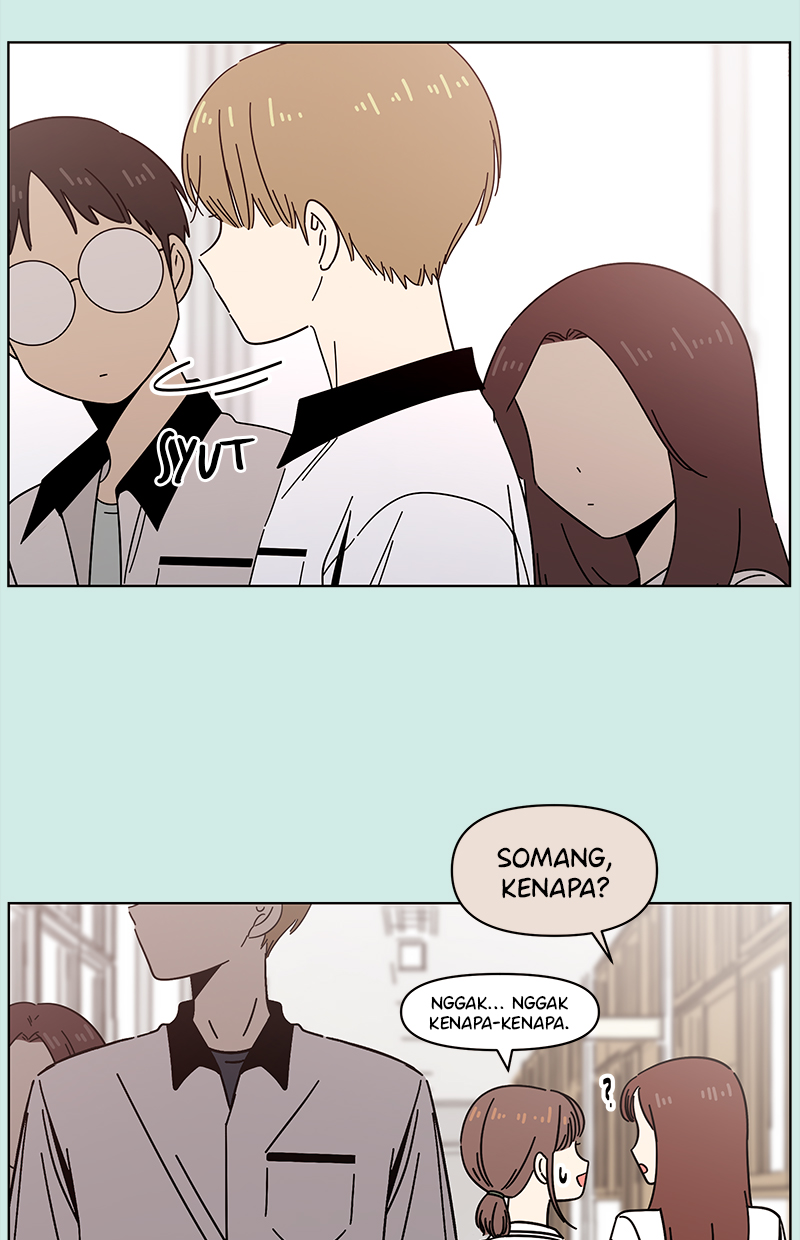 SYUT
SOMANG,
KENAPA?
NGGAK... NGGAK
KENAPA-KENAPA.
?